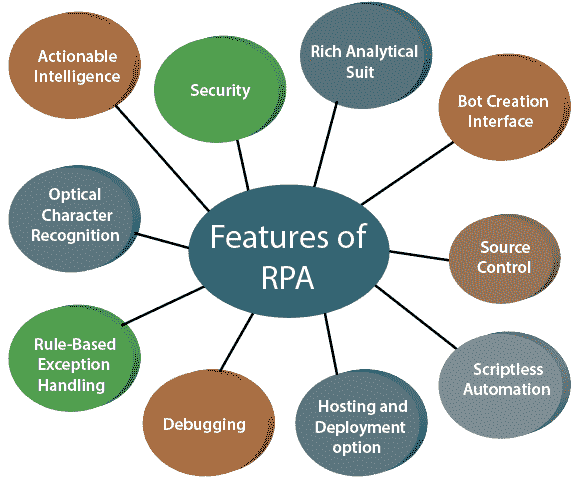 Actionable
Intelligence
Security
Rich Analytical
Suit
Bot Creation
Interface
Optical
Character
Recognition
Features of
RPA
Source
Control
Rule-Based
Exception
Handling
Debugging
Hosting and
Deployment
option
Scriptless
Automation